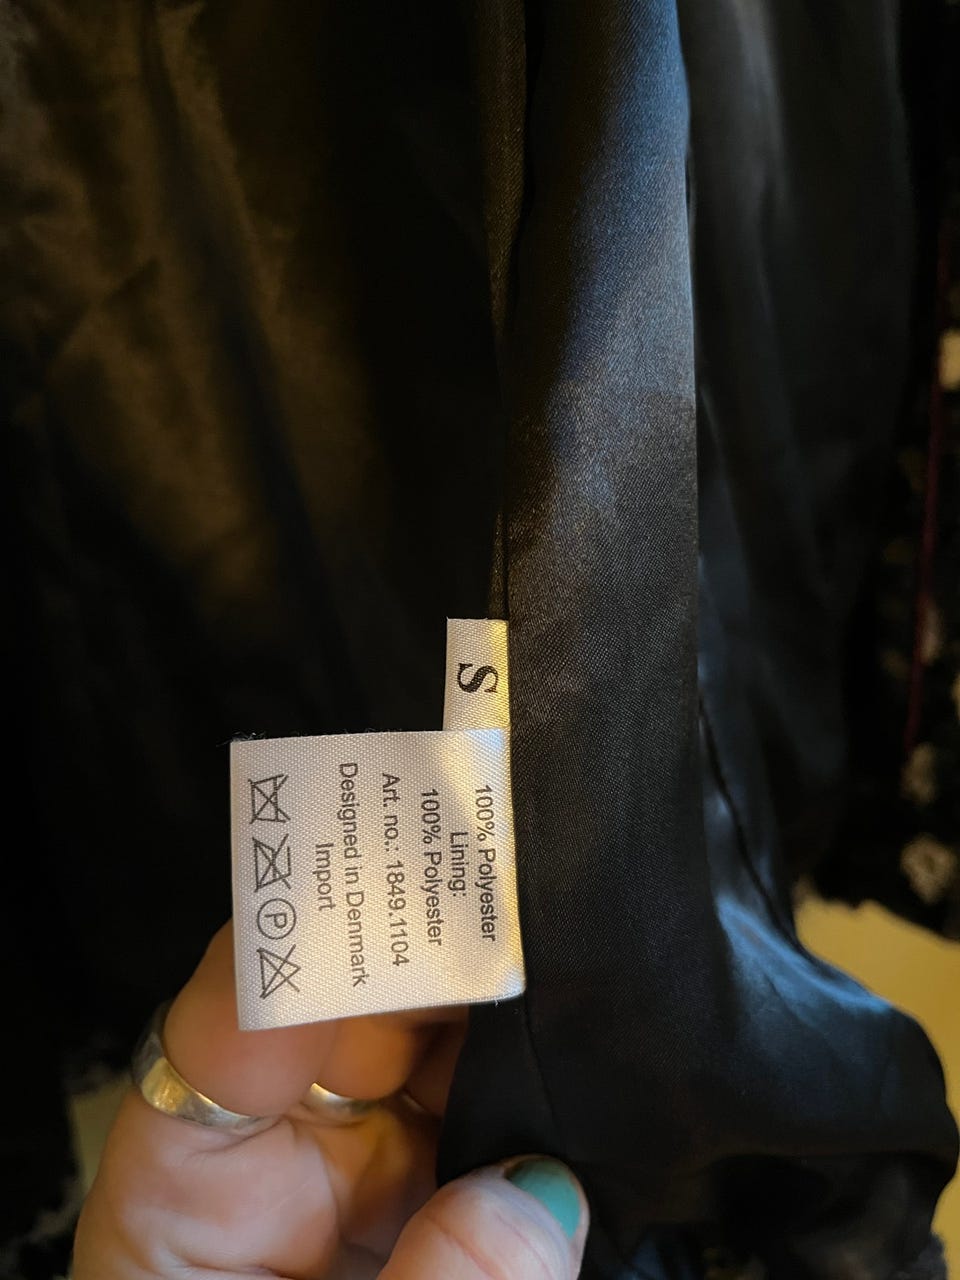 S
100% Polyester
Lining:
100% Polyester
Art. no.: 1849.1104
Designed in Denmark
Import
P